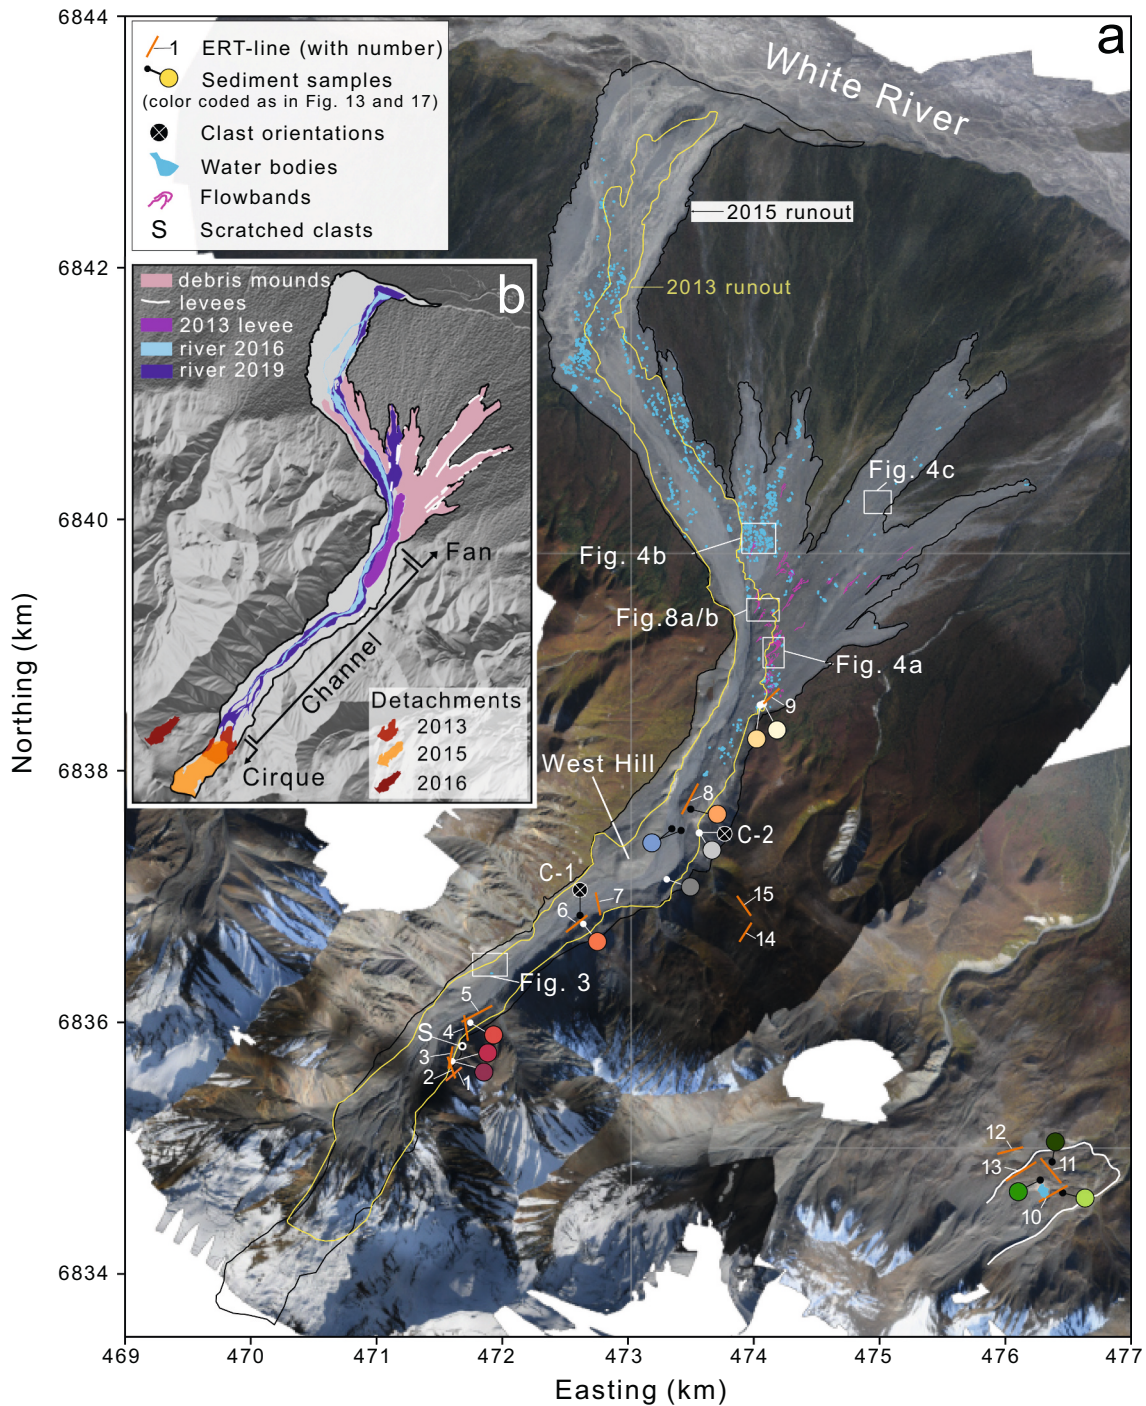 a
6844
6842
6840
6838
6836
6834
Northing (km)
469
470
471
472
473
474
475
476
477
Easting (km)
1 ERT-line (with number)
Sediment samples
(color coded as in Fig. 13 and 17)
Clast orientations
Water bodies
Flowbands
S Scratched clasts
White River
2015 runout
2013 runout
b
debris mounds
levees
2013 levee
river 2016
river 2019
Fan
Channel
Cirque
Detachments
2013
2015
2016
Fig. 4c
Fig. 4b
Fig.8a/b
Fig. 4a
9
West Hill
8
C-2
C-1
7
6
15
14
Fig. 3
5
S 4
3
2
1
12
13
11
10